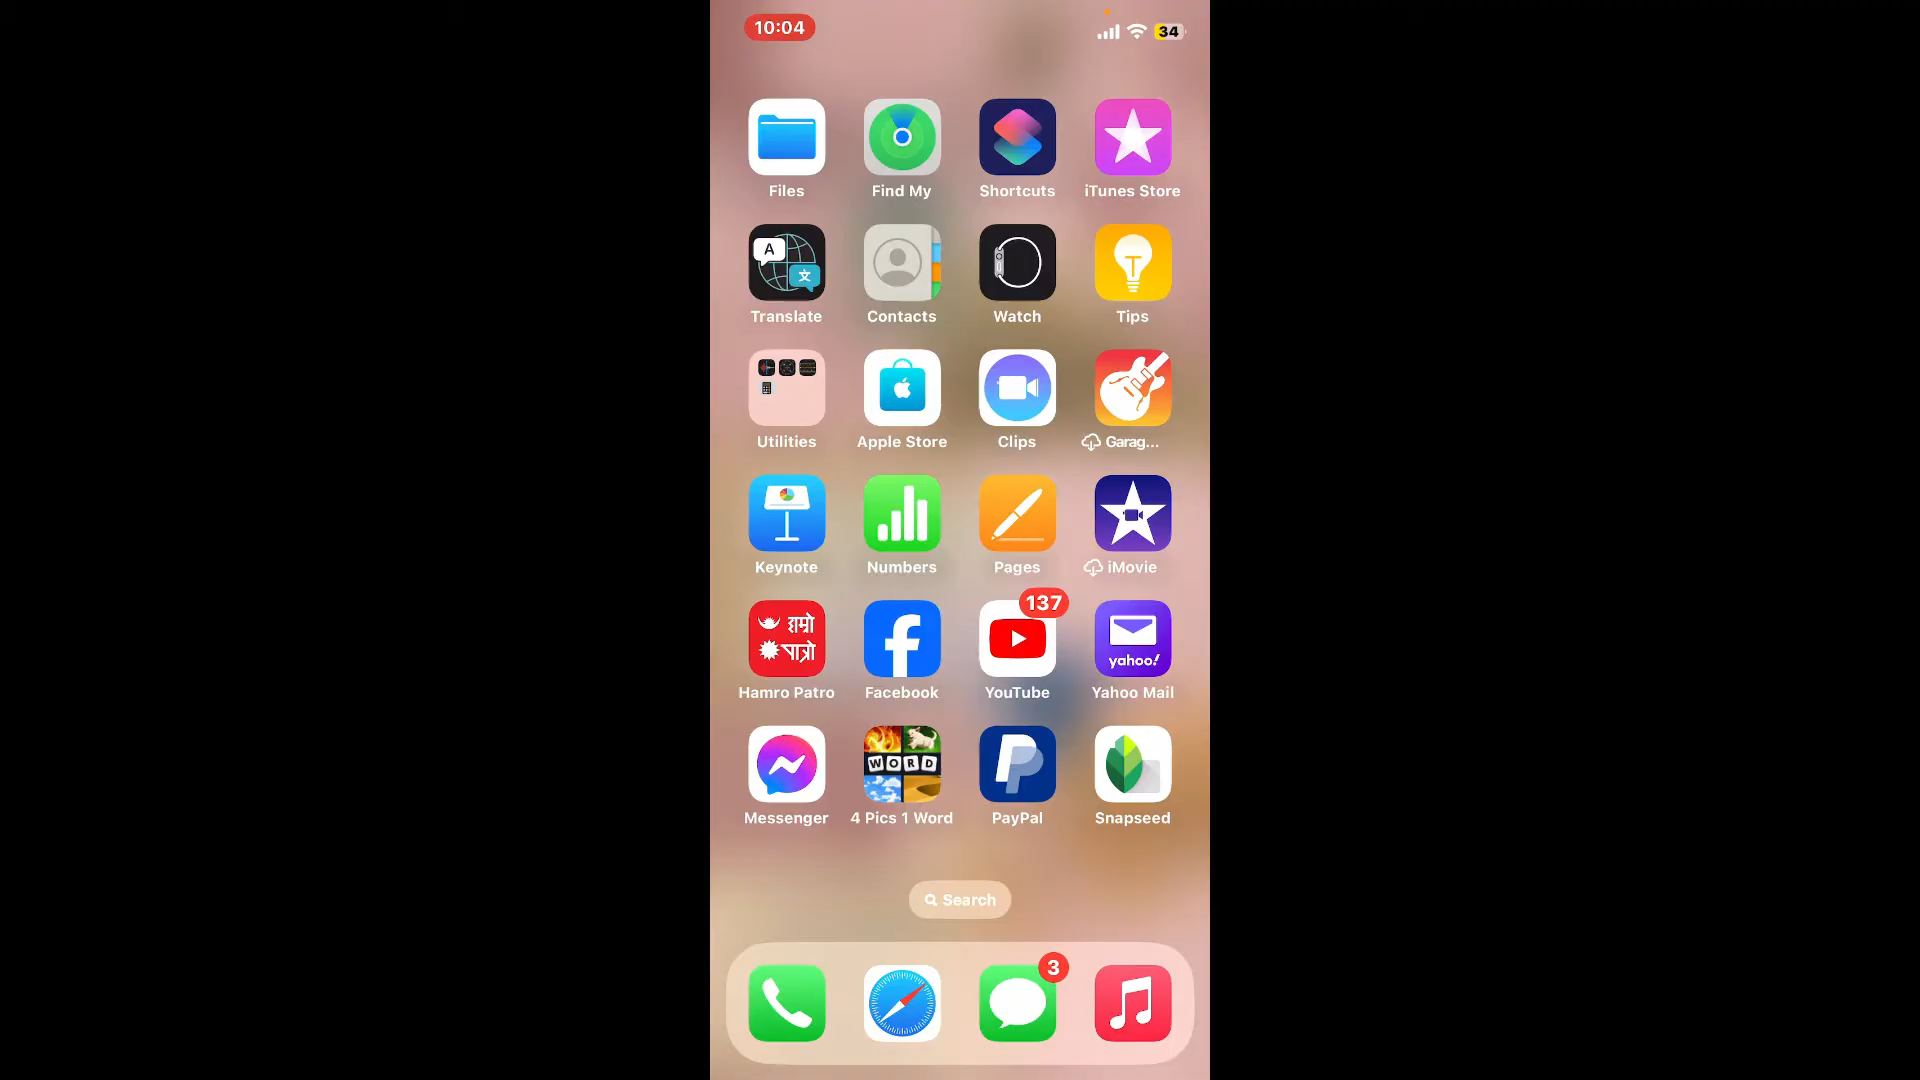 10:04
34
Files Find My Shortcuts iTunes Store
A 文 T
Translate Contacts Watch Tips
Utilities Apple Store Clips Garag...
Keynote Numbers Pages iMovie
137
हाम्रो
पात्रो
yahoo!
Hamro Patro Facebook YouTube Yahoo Mail
WORD
Messenger 4 Pics 1 Word PayPal Snapseed
Search
3